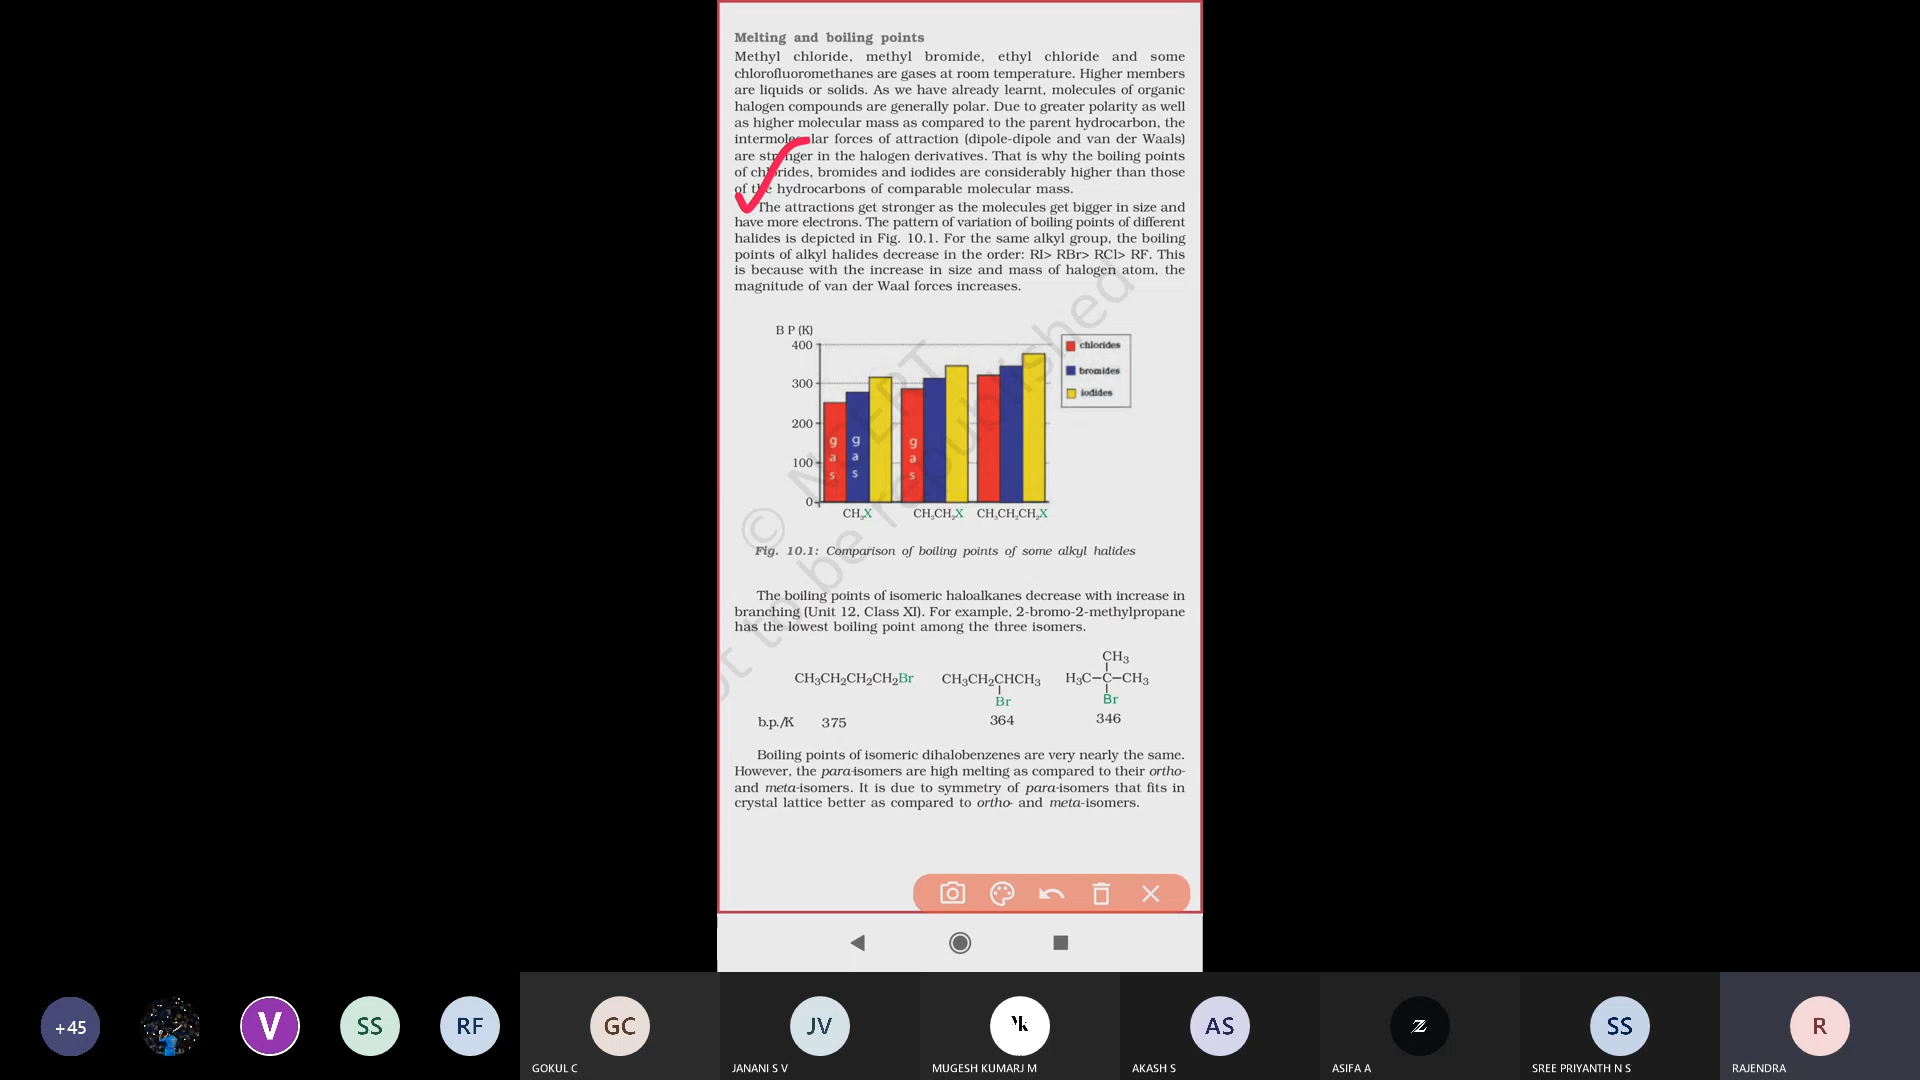 Melting and boiling points
Methyl chloride, methyl bromide, ethyl chloride and some
chlorofluoromethanes are gases at room temperature. Higher members
are liquids or solids. As we have already learnt, molecules of organic
halogen compounds are generally polar. Due to greater polarity as well
as higher molecular mass as compared to the parent hydrocarbon, the
intermolecular forces of attraction (dipole-dipole and van der Waals)
are stronger in the halogen derivatives. That is why the boiling points
of chlorides, bromides and iodides are considerably higher than those
of the hydrocarbons of comparable molecular mass.
The attractions get stronger as the molecules get bigger in size and
have more electrons. The pattern of variation of boiling points of different
halides is depicted in Fig. 10.1. For the same alkyl group, the boiling
points of alkyl halides decrease in the order: RI> RBr> RCl> RF. This
is because with the increase in size and mass of halogen atom, the
magnitude of van der Waal forces increases.
B P (K)
400
300
200
100
0
chlorides
bromides
iodides
gas
gas
gas
CH₃X CH₃CH₂X CH₃CH₂CH₂X
© NCERT
not to be republished
Fig. 10.1: Comparison of boiling points of some alkyl halides
The boiling points of isomeric haloalkanes decrease with increase in
branching (Unit 12, Class XI). For example, 2-bromo-2-methylpropane
has the lowest boiling point among the three isomers.
CH₃
CH₃CH₂CH₂CH₂Br CH₃CH₂CHCH₃ H₃C–C–CH₃
Br Br
b.p./K 375 364 346
Boiling points of isomeric dihalobenzenes are very nearly the same.
However, the para-isomers are high melting as compared to their ortho-
and meta-isomers. It is due to symmetry of para-isomers that fits in
crystal lattice better as compared to ortho- and meta-isomers.
+45 V SS RF GC JV AS Z SS R
GOKUL C JANANI S V MUGESH KUMARJ M AKASH S ASIFA A SREE PRIYANTH N S RAJENDRA